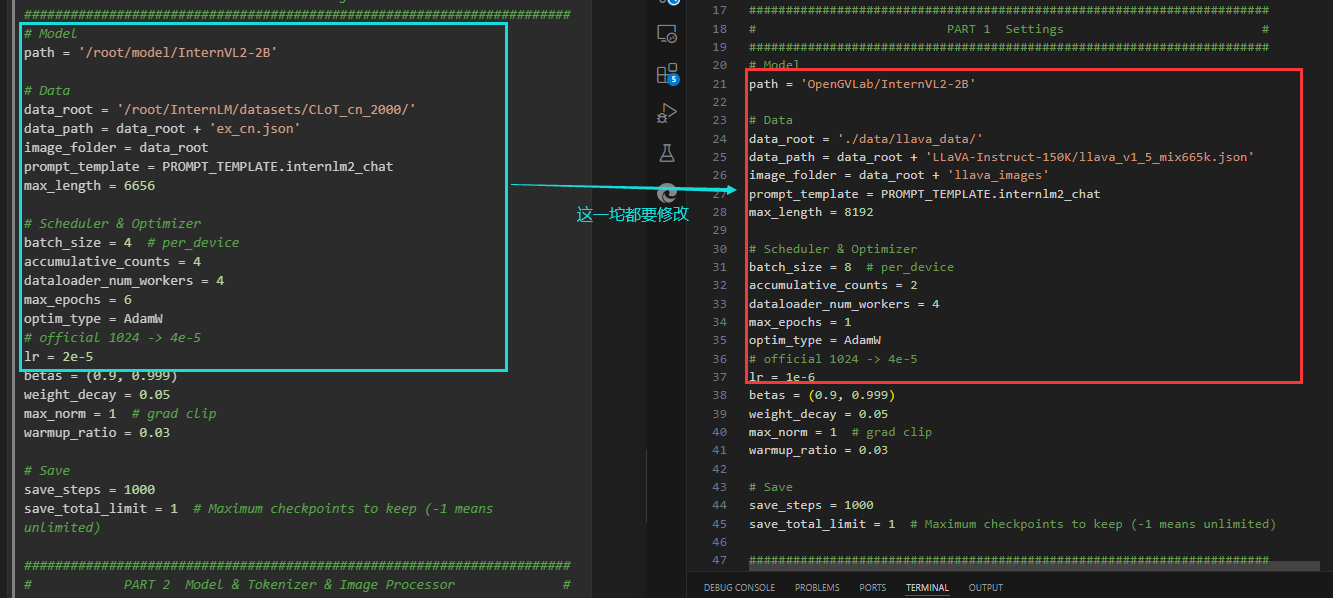 #######################################################################
# Model
path = '/root/model/InternVL2-2B'
# Data
data_root = '/root/InternLM/datasets/CLoT_cn_2000/'
data_path = data_root + 'ex_cn.json'
image_folder = data_root
prompt_template = PROMPT_TEMPLATE.internlm2_chat
max_length = 6656
# Scheduler & Optimizer
batch_size = 4  # per_device
accumulative_counts = 4
dataloader_num_workers = 4
max_epochs = 6
optim_type = AdamW
# official 1024 -> 4e-5
lr = 2e-5
betas = (0.9, 0.999)
weight_decay = 0.05
max_norm = 1  # grad clip
warmup_ratio = 0.03
# Save
save_steps = 1000
save_total_limit = 1  # Maximum checkpoints to keep (-1 means
unlimited)
#######################################################################
#            PART 2  Model & Tokenizer & Image Processor              #
这一坨都要修改
5
17 #######################################################################
18 #                          PART 1  Settings                           #
19 #######################################################################
20 # Model
21 path = 'OpenGVLab/InternVL2-2B'
22
23 # Data
24 data_root = './data/llava_data/'
25 data_path = data_root + 'LLaVA-Instruct-150K/llava_v1_5_mix665k.json'
26 image_folder = data_root + 'llava_images'
27 prompt_template = PROMPT_TEMPLATE.internlm2_chat
28 max_length = 8192
29
30 # Scheduler & Optimizer
31 batch_size = 8  # per_device
32 accumulative_counts = 2
33 dataloader_num_workers = 4
34 max_epochs = 1
35 optim_type = AdamW
36 # official 1024 -> 4e-5
37 lr = 1e-6
38 betas = (0.9, 0.999)
39 weight_decay = 0.05
40 max_norm = 1  # grad clip
41 warmup_ratio = 0.03
42
43 # Save
44 save_steps = 1000
45 save_total_limit = 1  # Maximum checkpoints to keep (-1 means unlimited)
46
47 #######################################################################
DEBUG CONSOLE PROBLEMS PORTS TERMINAL OUTPUT